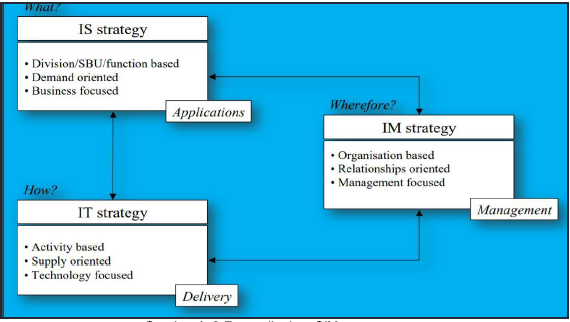 What?
IS strategy
• Division/SBU/function based
• Demand oriented
• Business focused
Applications
Wherefore?
IM strategy
• Organisation based
• Relationships oriented
• Management focused
Management
How?
IT strategy
• Activity based
• Supply oriented
• Technology focused
Delivery